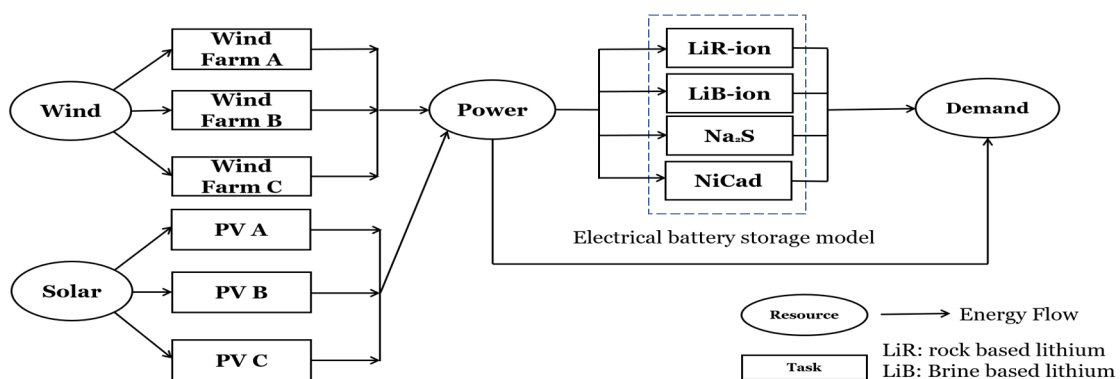 Wind
Farm A
LiR-ion
Wind
Wind
Farm B
Power
LiB-ion
Demand
Na₂S
Wind
Farm C
NiCad
PV A
Electrical battery storage model
Solar
PV B
Resource
Energy Flow
PV C
Task
LiR: rock based lithium
LiB: Brine based lithium